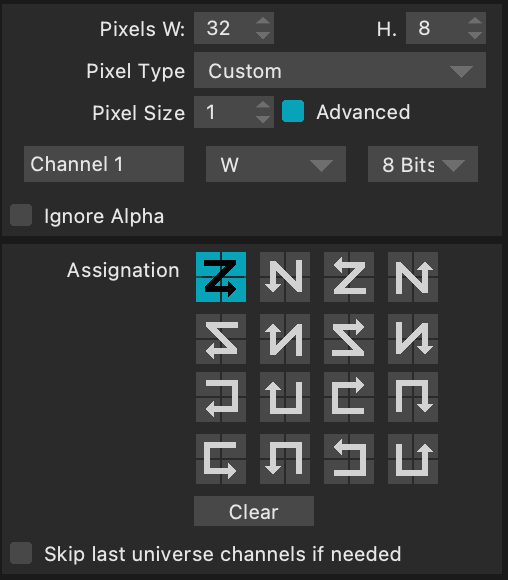 Pixels W: 32 H. 8
Pixel Type Custom
Pixel Size 1 Advanced
Channel 1 W 8 Bits
Ignore Alpha
Assignation
Clear
Skip last universe channels if needed